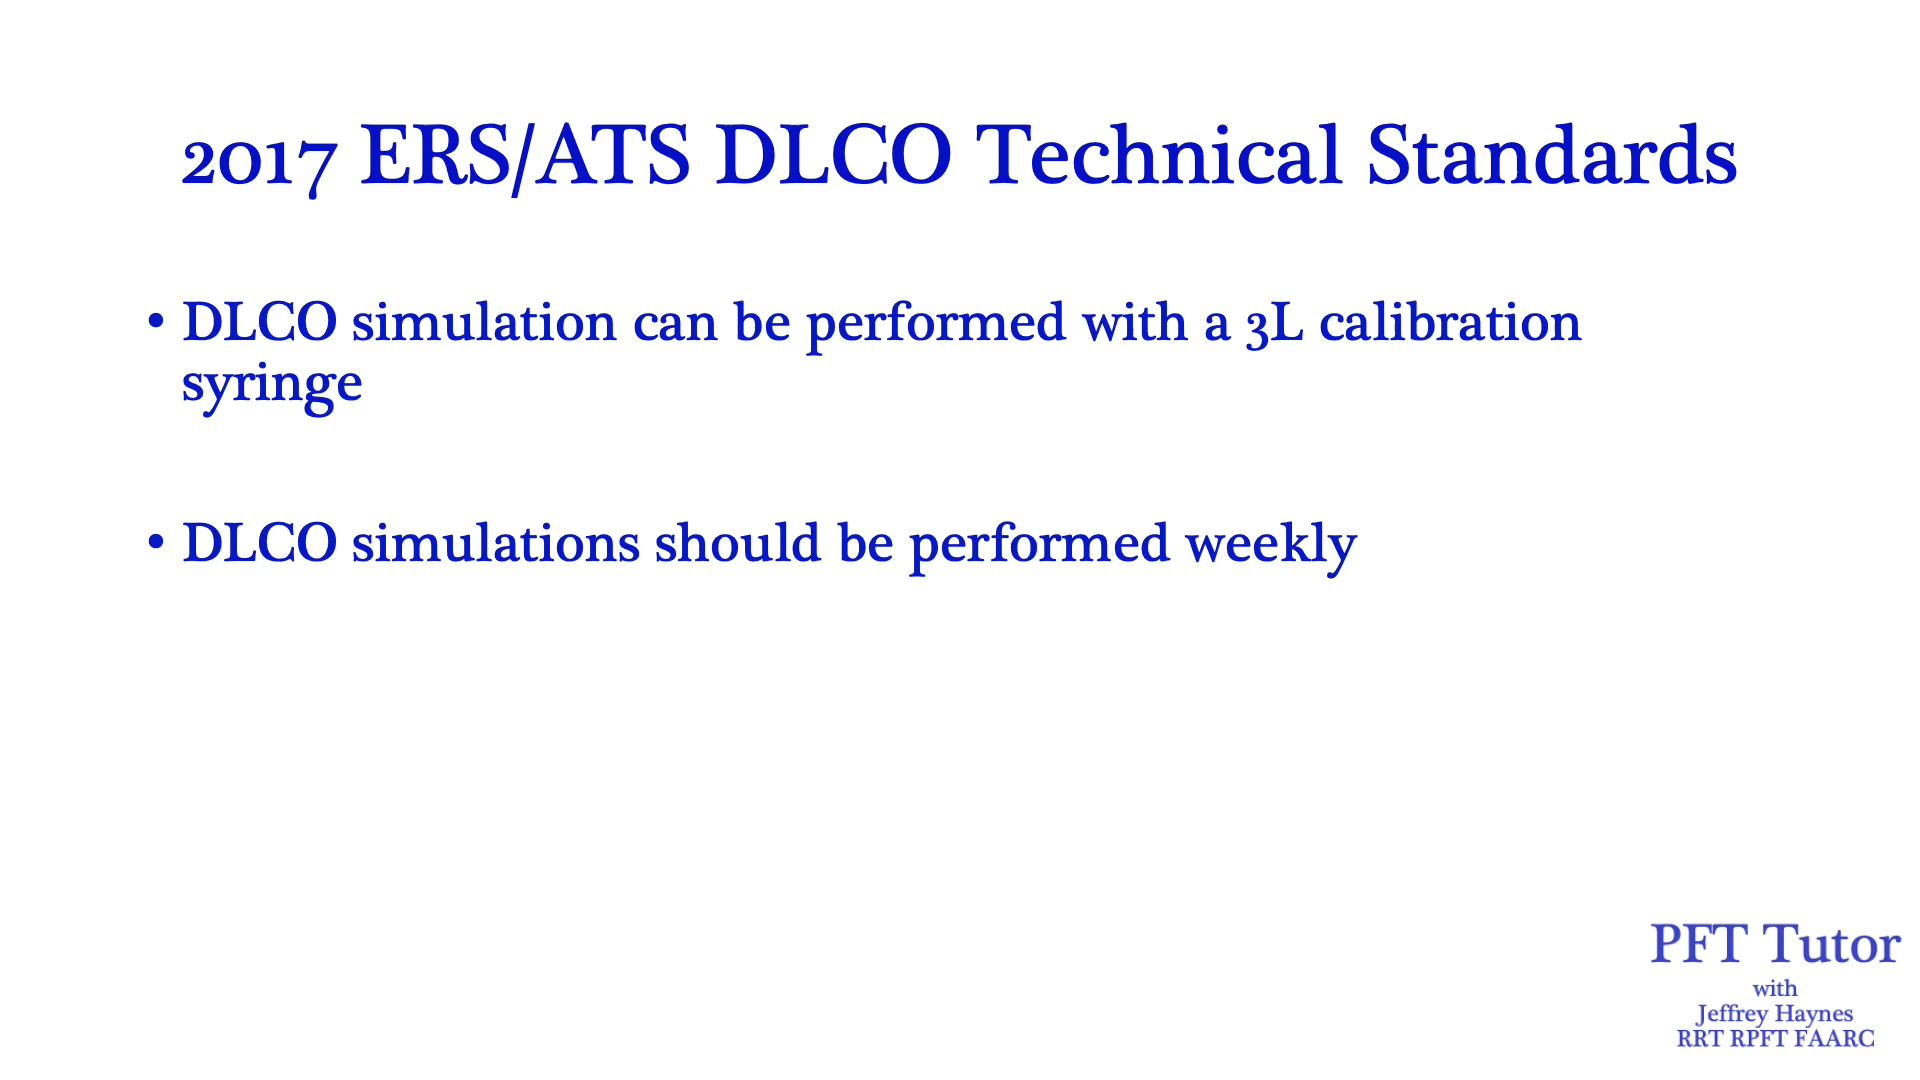 2017 ERS/ATS DLCO Technical Standards
• DLCO simulation can be performed with a 3L calibration
syringe
• DLCO simulations should be performed weekly
PFT Tutor
with
Jeffrey Haynes
RRT RPFT FAARC